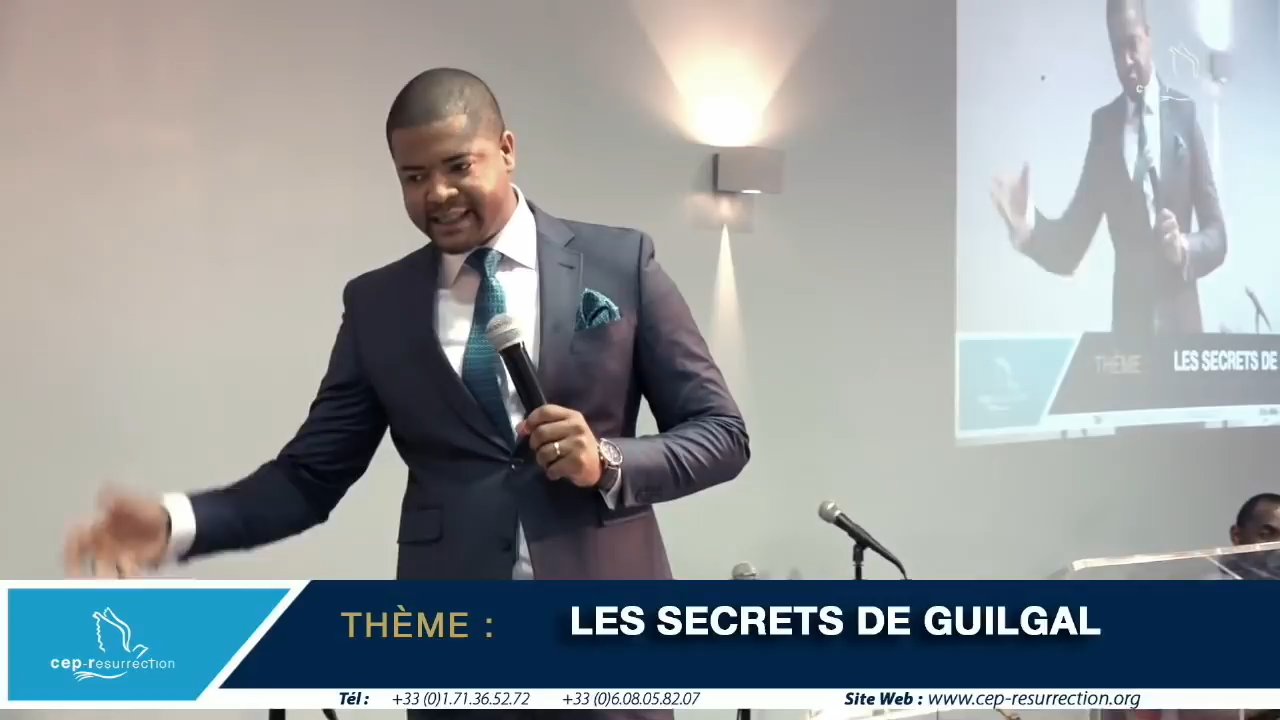 THÈME
LES SECRETS DE
THÈME :
LES SECRETS DE GUILGAL
cep-resurrection
Tél : +33 (0)1.71.36.52.72 +33 (0)6.08.05.82.07
Site Web : www.cep-resurrection.org